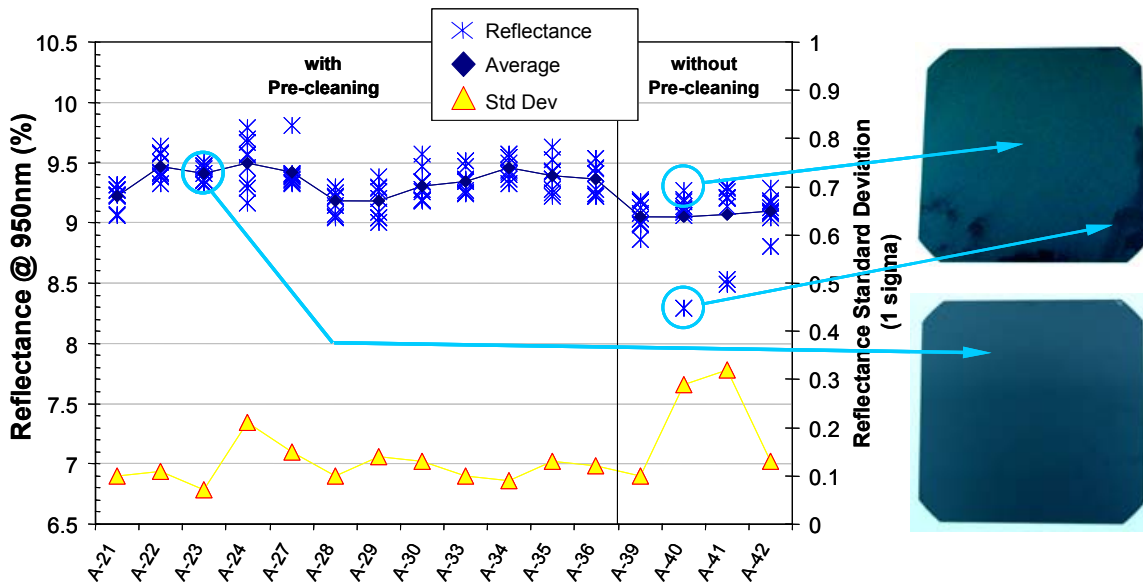 Reflectance
Average
Std Dev
with
Pre-cleaning
without
Pre-cleaning
Reflectance @ 950nm (%)
10.5
10
9.5
9
8.5
8
7.5
7
6.5
1
0.9
0.8
0.7
0.6
0.5
0.4
0.3
0.2
0.1
0
Reflectance Standard Deviation
(1 sigma)
A-21
A-22
A-23
A-24
A-27
A-28
A-29
A-30
A-33
A-34
A-35
A-36
A-39
A-40
A-41
A-42